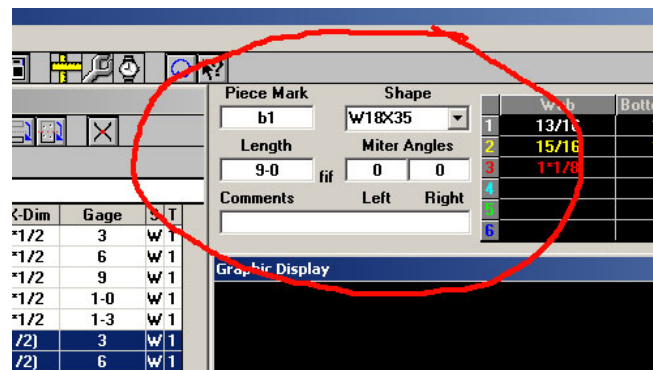 Piece Mark Shape
b1 W18X35
Length Miter Angles
9-0 fif 0 0
Comments Left Right
Web Bott
1 13/16
2 15/16
3 1*1/8
4
5
6
X-Dim Gage S T
*1/2 3 W 1
*1/2 6 W 1
*1/2 9 W 1
*1/2 1-0 W 1
*1/2 1-3 W 1
/2) 3 W 1
/2) 6 W 1
Graphic Display